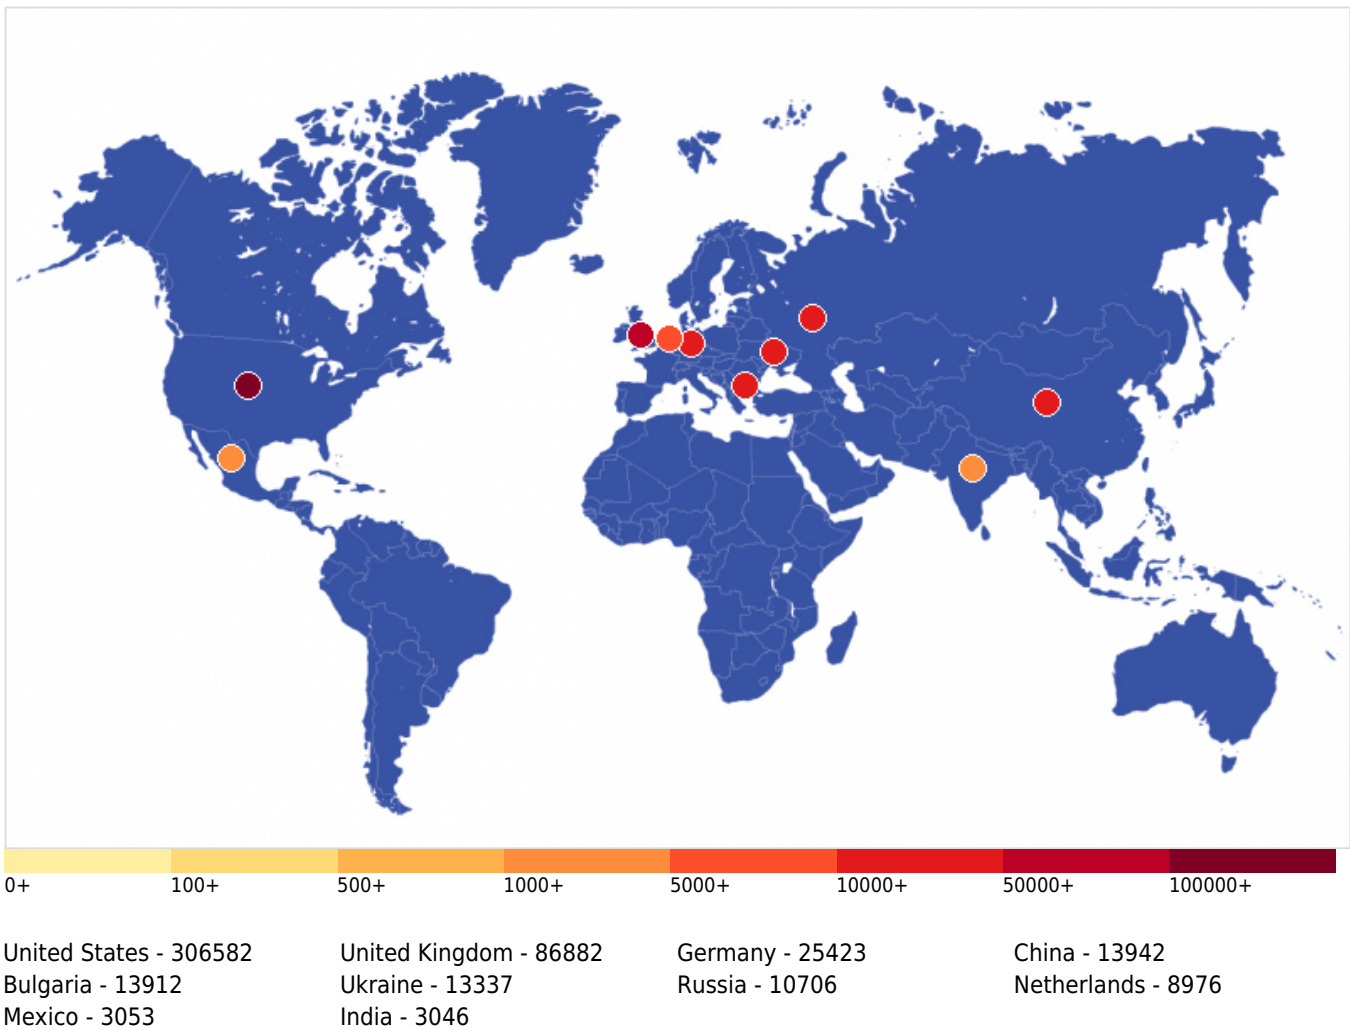 0+ 100+ 500+ 1000+ 5000+ 10000+ 50000+ 100000+
United States - 306582 United Kingdom - 86882 Germany - 25423 China - 13942
Bulgaria - 13912 Ukraine - 13337 Russia - 10706 Netherlands - 8976
Mexico - 3053 India - 3046